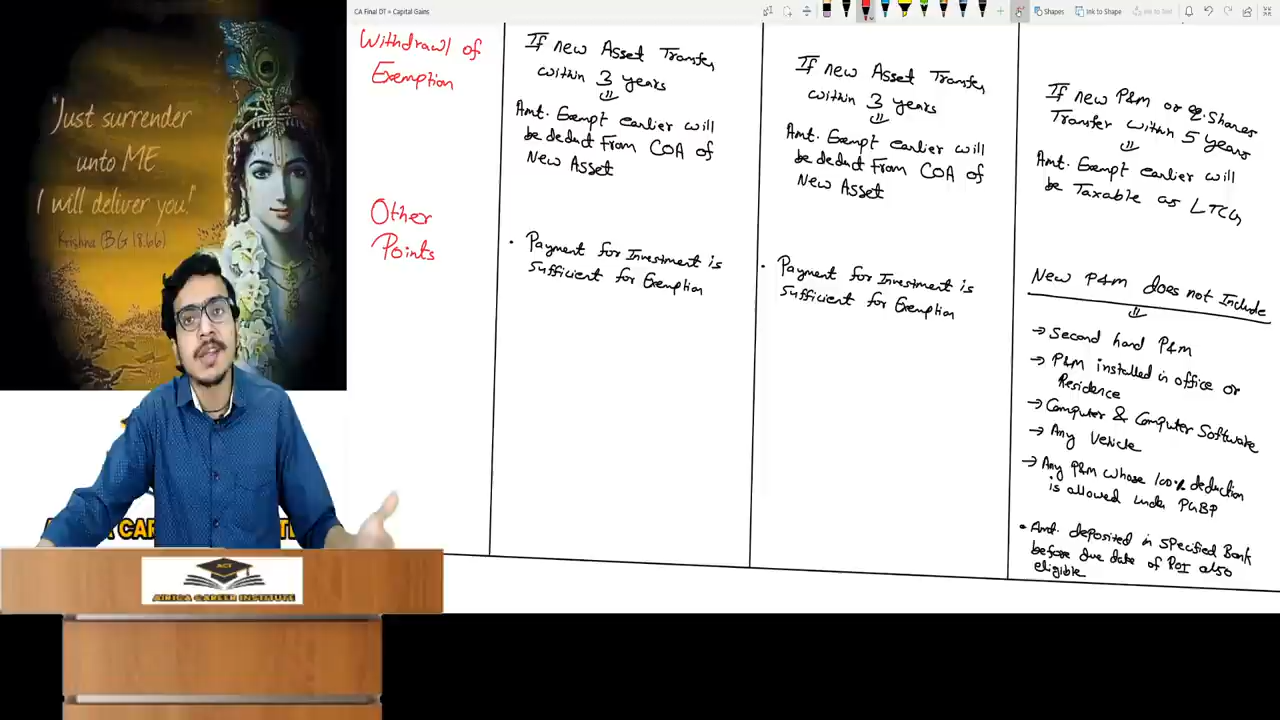 CA Final DT = Capital Gains
Shapes
Ink to Shape
"Just surrender
unto ME
I will deliver you!"
Krishna (BG 18.66)
ACI
AIRICA CAREER INSTITUTE
Withdrawl of
Exemption
If new Asset Transfer
within 3 years
Amt. Exempt earlier will
be deduct from COA of
New Asset
If new Asset Transfer
within 3 years
Amt. Exempt earlier will
be deduct from COA of
New Asset
If new P&M or eq. Shares
Transfer within 5 years
Amt. Exempt earlier will
be Taxable as LTCG
Other
Points
• Payment for Investment is
Sufficient for Exemption
• Payment for Investment is
Sufficient for Exemption
New P&M does not Include
→ Second hand P&M
→ P&M installed in office or
Residence
→ Computer & Computer Software
→ Any Vehicle
→ Any P&M whose 100% deduction
is allowed under PGBP
• Amt. deposited in Specified Bank
before due date of ROI also
eligible